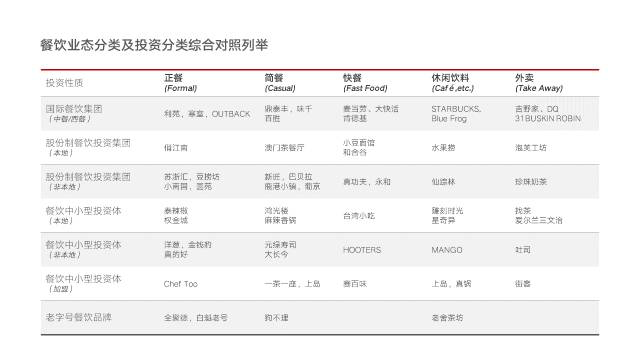 餐饮业态分类及投资分类综合对照列举
投资性质 正餐 简餐 快餐 休闲饮料 外卖
(Formal) (Casual) (Fast Food) (Café,etc.) (Take Away)
国际餐饮集团 利苑、寒室、OUTBACK 鼎泰丰、味千 麦当劳、大快活 STARBUCKS, 吉野家、DQ
(中餐/西餐) 百胜 肯德基 Blue Frog 31BUSKIN ROBIN
股份制餐饮投资集团 俏江南 澳门茶餐厅 小豆面馆 水果捞 泡芙工坊
(本地) 和合谷
股份制餐饮投资集团 苏浙汇、豆捞坊 新旺、巴贝拉 真功夫、永和 仙踪林 珍珠奶茶
(非本地) 小南国、面苑 鹿港小镇、葡京
餐饮中小型投资体 泰辣椒 鸿光楼 台湾小吃 雕刻时光 找茶
(本地) 权金城 麻辣香锅 星奇异 爱尔兰三文治
餐饮中小型投资体 洋葱、金钱豹 元绿寿司 HOOTERS MANGO 吐司
(非本地) 真的好 大长今
餐饮中小型投资体 Chef Too 一茶一座、上岛 赛百味 上岛、真锅 街客
(加盟)
老字号餐饮品牌 全聚德、白魁老号 狗不理 老舍茶坊